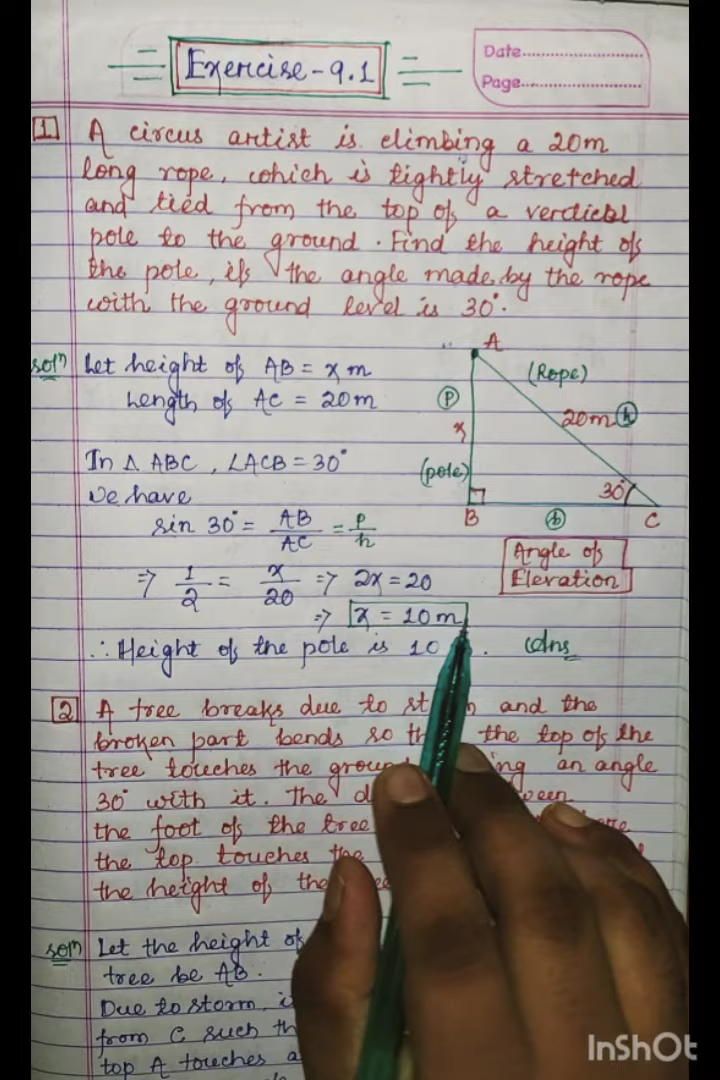 Exercise-9.1
Date
Page
1 A circus artist is climbing a 20m
long rope, which is tightly stretched
and tied from the top of a verdictal
pole to the ground. Find the height of
the pole, if the angle made by the rope
with the ground level is 30°.
Solⁿ Let height of AB = x m
Length of AC = 20m
In Δ ABC, ∠ACB = 30°
We have
sin 30° = AB/AC = P/h
⇒ 1/2 = x/20 ⇒ 2x = 20
⇒ x = 10 m
∴ Height of the pole is 10 . Ans
A
(Rope)
P
20m h
x
(pole)
30°
B b C
Angle of
Elevation
2 A tree breaks due to and the
broken part bends so the top of the
tree touches the an angle
30° with it. The
the foot of the tree
the top touches the
the height of the
Solⁿ Let the height of
tree be AB.
Due to storm,
from C such
top A touches
InShOt